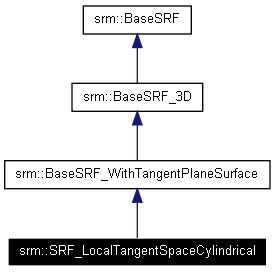 srm::BaseSRF
srm::BaseSRF_3D
srm::BaseSRF_WithTangentPlaneSurface
srm::SRF_LocalTangentSpaceCylindrical